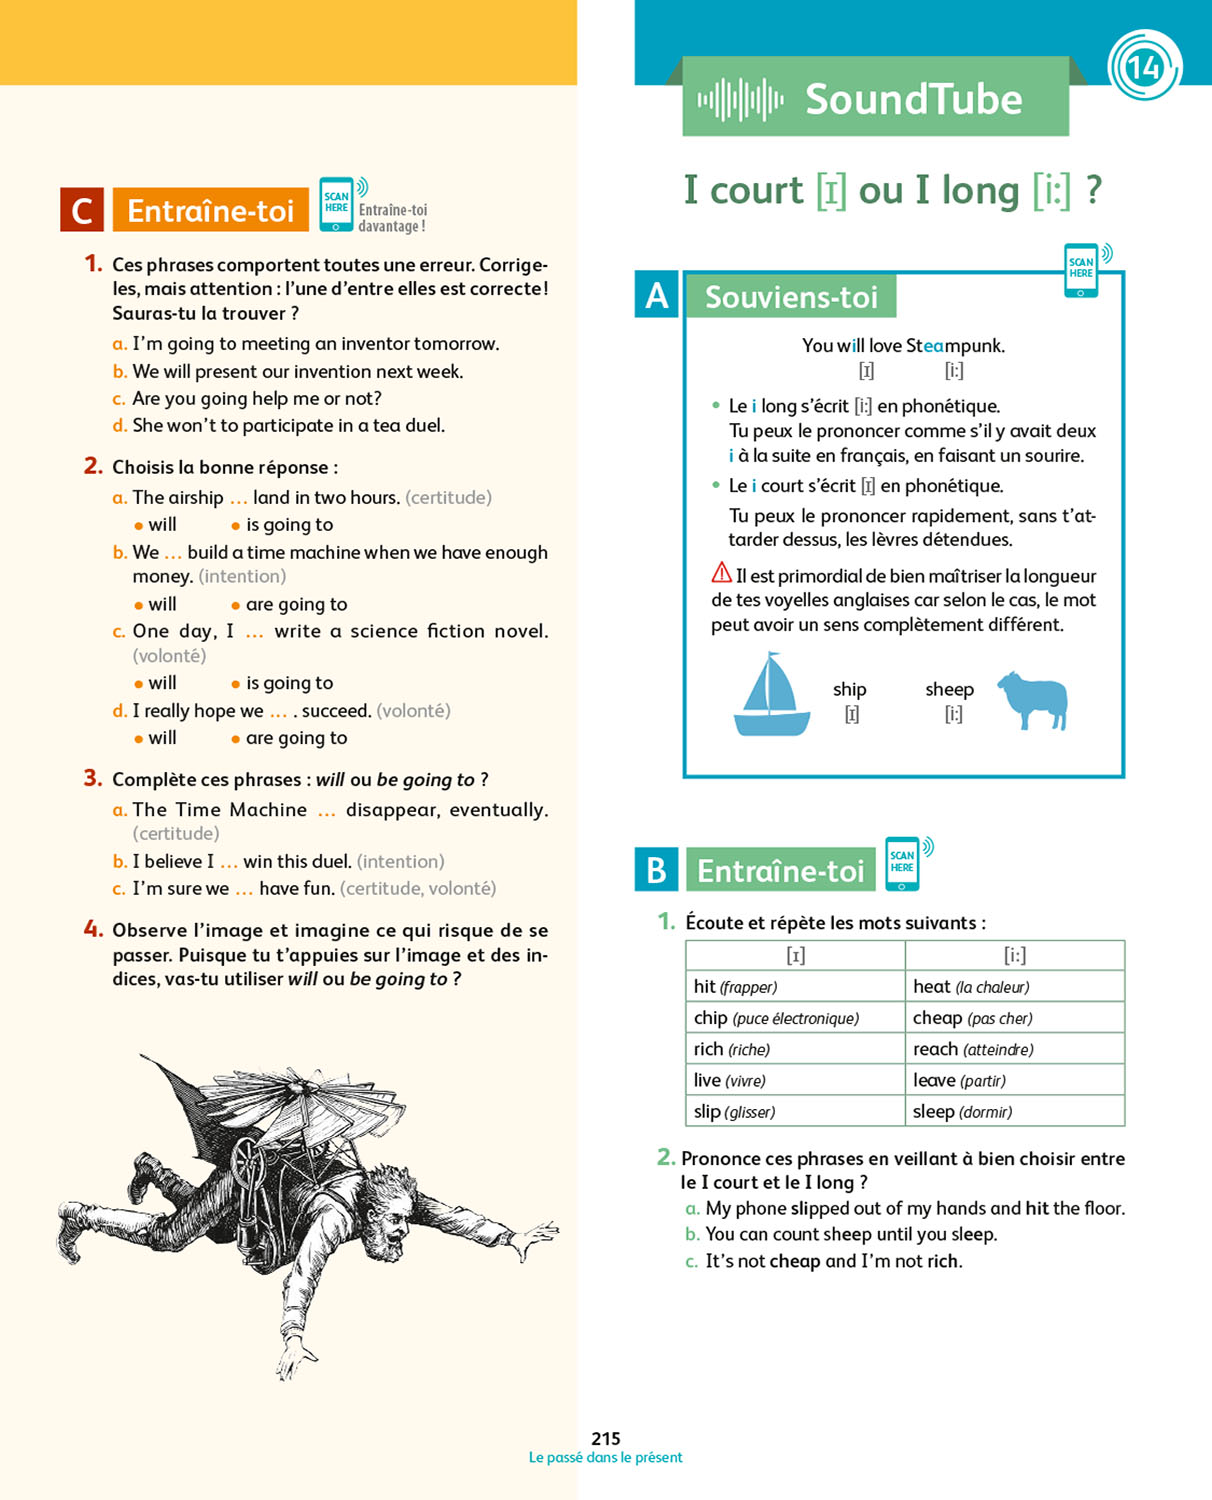 C
Entraîne-toi
SCAN
HERE
Entraîne-toi
davantage !
1. Ces phrases comportent toutes une erreur. Corrige-
les, mais attention : l'une d'entre elles est correcte !
Sauras-tu la trouver ?
a. I'm going to meeting an inventor tomorrow.
b. We will present our invention next week.
c. Are you going help me or not?
d. She won't to participate in a tea duel.
2. Choisis la bonne réponse :
a. The airship ... land in two hours. (certitude)
• will • is going to
b. We ... build a time machine when we have enough
money. (intention)
• will • are going to
c. One day, I ... write a science fiction novel.
(volonté)
• will • is going to
d. I really hope we ... . succeed. (volonté)
• will • are going to
3. Complète ces phrases : will ou be going to ?
a. The Time Machine ... disappear, eventually.
(certitude)
b. I believe I ... win this duel. (intention)
c. I'm sure we ... have fun. (certitude, volonté)
4. Observe l'image et imagine ce qui risque de se
passer. Puisque tu t'appuies sur l'image et des in-
dices, vas-tu utiliser will ou be going to ?
14
SoundTube
I court [ɪ] ou I long [i:] ?
A
Souviens-toi
SCAN
HERE
You will love Steampunk.
[ɪ] [i:]
• Le i long s'écrit [i:] en phonétique.
Tu peux le prononcer comme s'il y avait deux
i à la suite en français, en faisant un sourire.
• Le i court s'écrit [ɪ] en phonétique.
Tu peux le prononcer rapidement, sans t'at-
tarder dessus, les lèvres détendues.
⚠ Il est primordial de bien maîtriser la longueur
de tes voyelles anglaises car selon le cas, le mot
peut avoir un sens complètement différent.
ship sheep
[ɪ] [i:]
B
Entraîne-toi
SCAN
HERE
1. Écoute et répète les mots suivants :
[ɪ] [i:]
hit (frapper) heat (la chaleur)
chip (puce électronique) cheap (pas cher)
rich (riche) reach (atteindre)
live (vivre) leave (partir)
slip (glisser) sleep (dormir)
2. Prononce ces phrases en veillant à bien choisir entre
le I court et le I long ?
a. My phone slipped out of my hands and hit the floor.
b. You can count sheep until you sleep.
c. It's not cheap and I'm not rich.
215
Le passé dans le présent